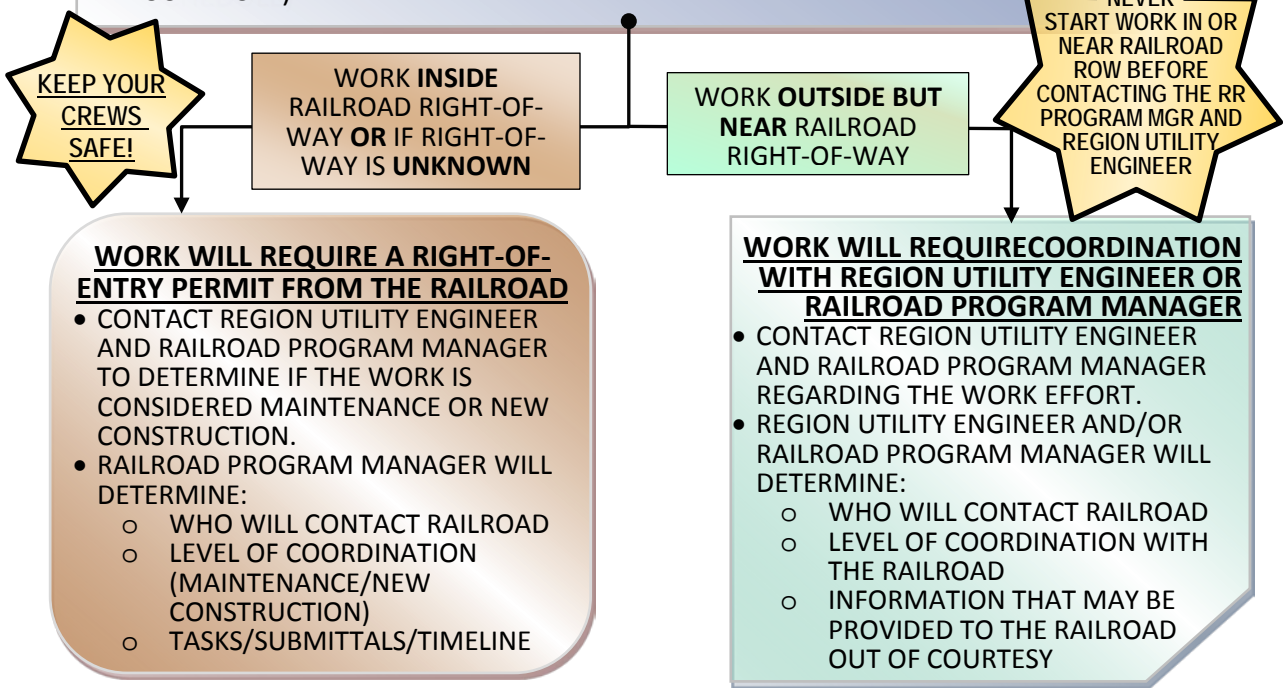 NEVER
START WORK IN OR
NEAR RAILROAD
ROW BEFORE
CONTACTING THE RR
PROGRAM MGR AND
REGION UTILITY
ENGINEER
KEEP YOUR
CREWS
SAFE!
WORK INSIDE
RAILROAD RIGHT-OF-
WAY OR IF RIGHT-OF-
WAY IS UNKNOWN
WORK OUTSIDE BUT
NEAR RAILROAD
RIGHT-OF-WAY
WORK WILL REQUIRE A RIGHT-OF-
ENTRY PERMIT FROM THE RAILROAD
• CONTACT REGION UTILITY ENGINEER
AND RAILROAD PROGRAM MANAGER
TO DETERMINE IF THE WORK IS
CONSIDERED MAINTENANCE OR NEW
CONSTRUCTION.
• RAILROAD PROGRAM MANAGER WILL
DETERMINE:
o WHO WILL CONTACT RAILROAD
o LEVEL OF COORDINATION
(MAINTENANCE/NEW
CONSTRUCTION)
o TASKS/SUBMITTALS/TIMELINE
WORK WILL REQUIRECOORDINATION
WITH REGION UTILITY ENGINEER OR
RAILROAD PROGRAM MANAGER
• CONTACT REGION UTILITY ENGINEER
AND RAILROAD PROGRAM MANAGER
REGARDING THE WORK EFFORT.
• REGION UTILITY ENGINEER AND/OR
RAILROAD PROGRAM MANAGER WILL
DETERMINE:
o WHO WILL CONTACT RAILROAD
o LEVEL OF COORDINATION WITH
THE RAILROAD
o INFORMATION THAT MAY BE
PROVIDED TO THE RAILROAD
OUT OF COURTESY